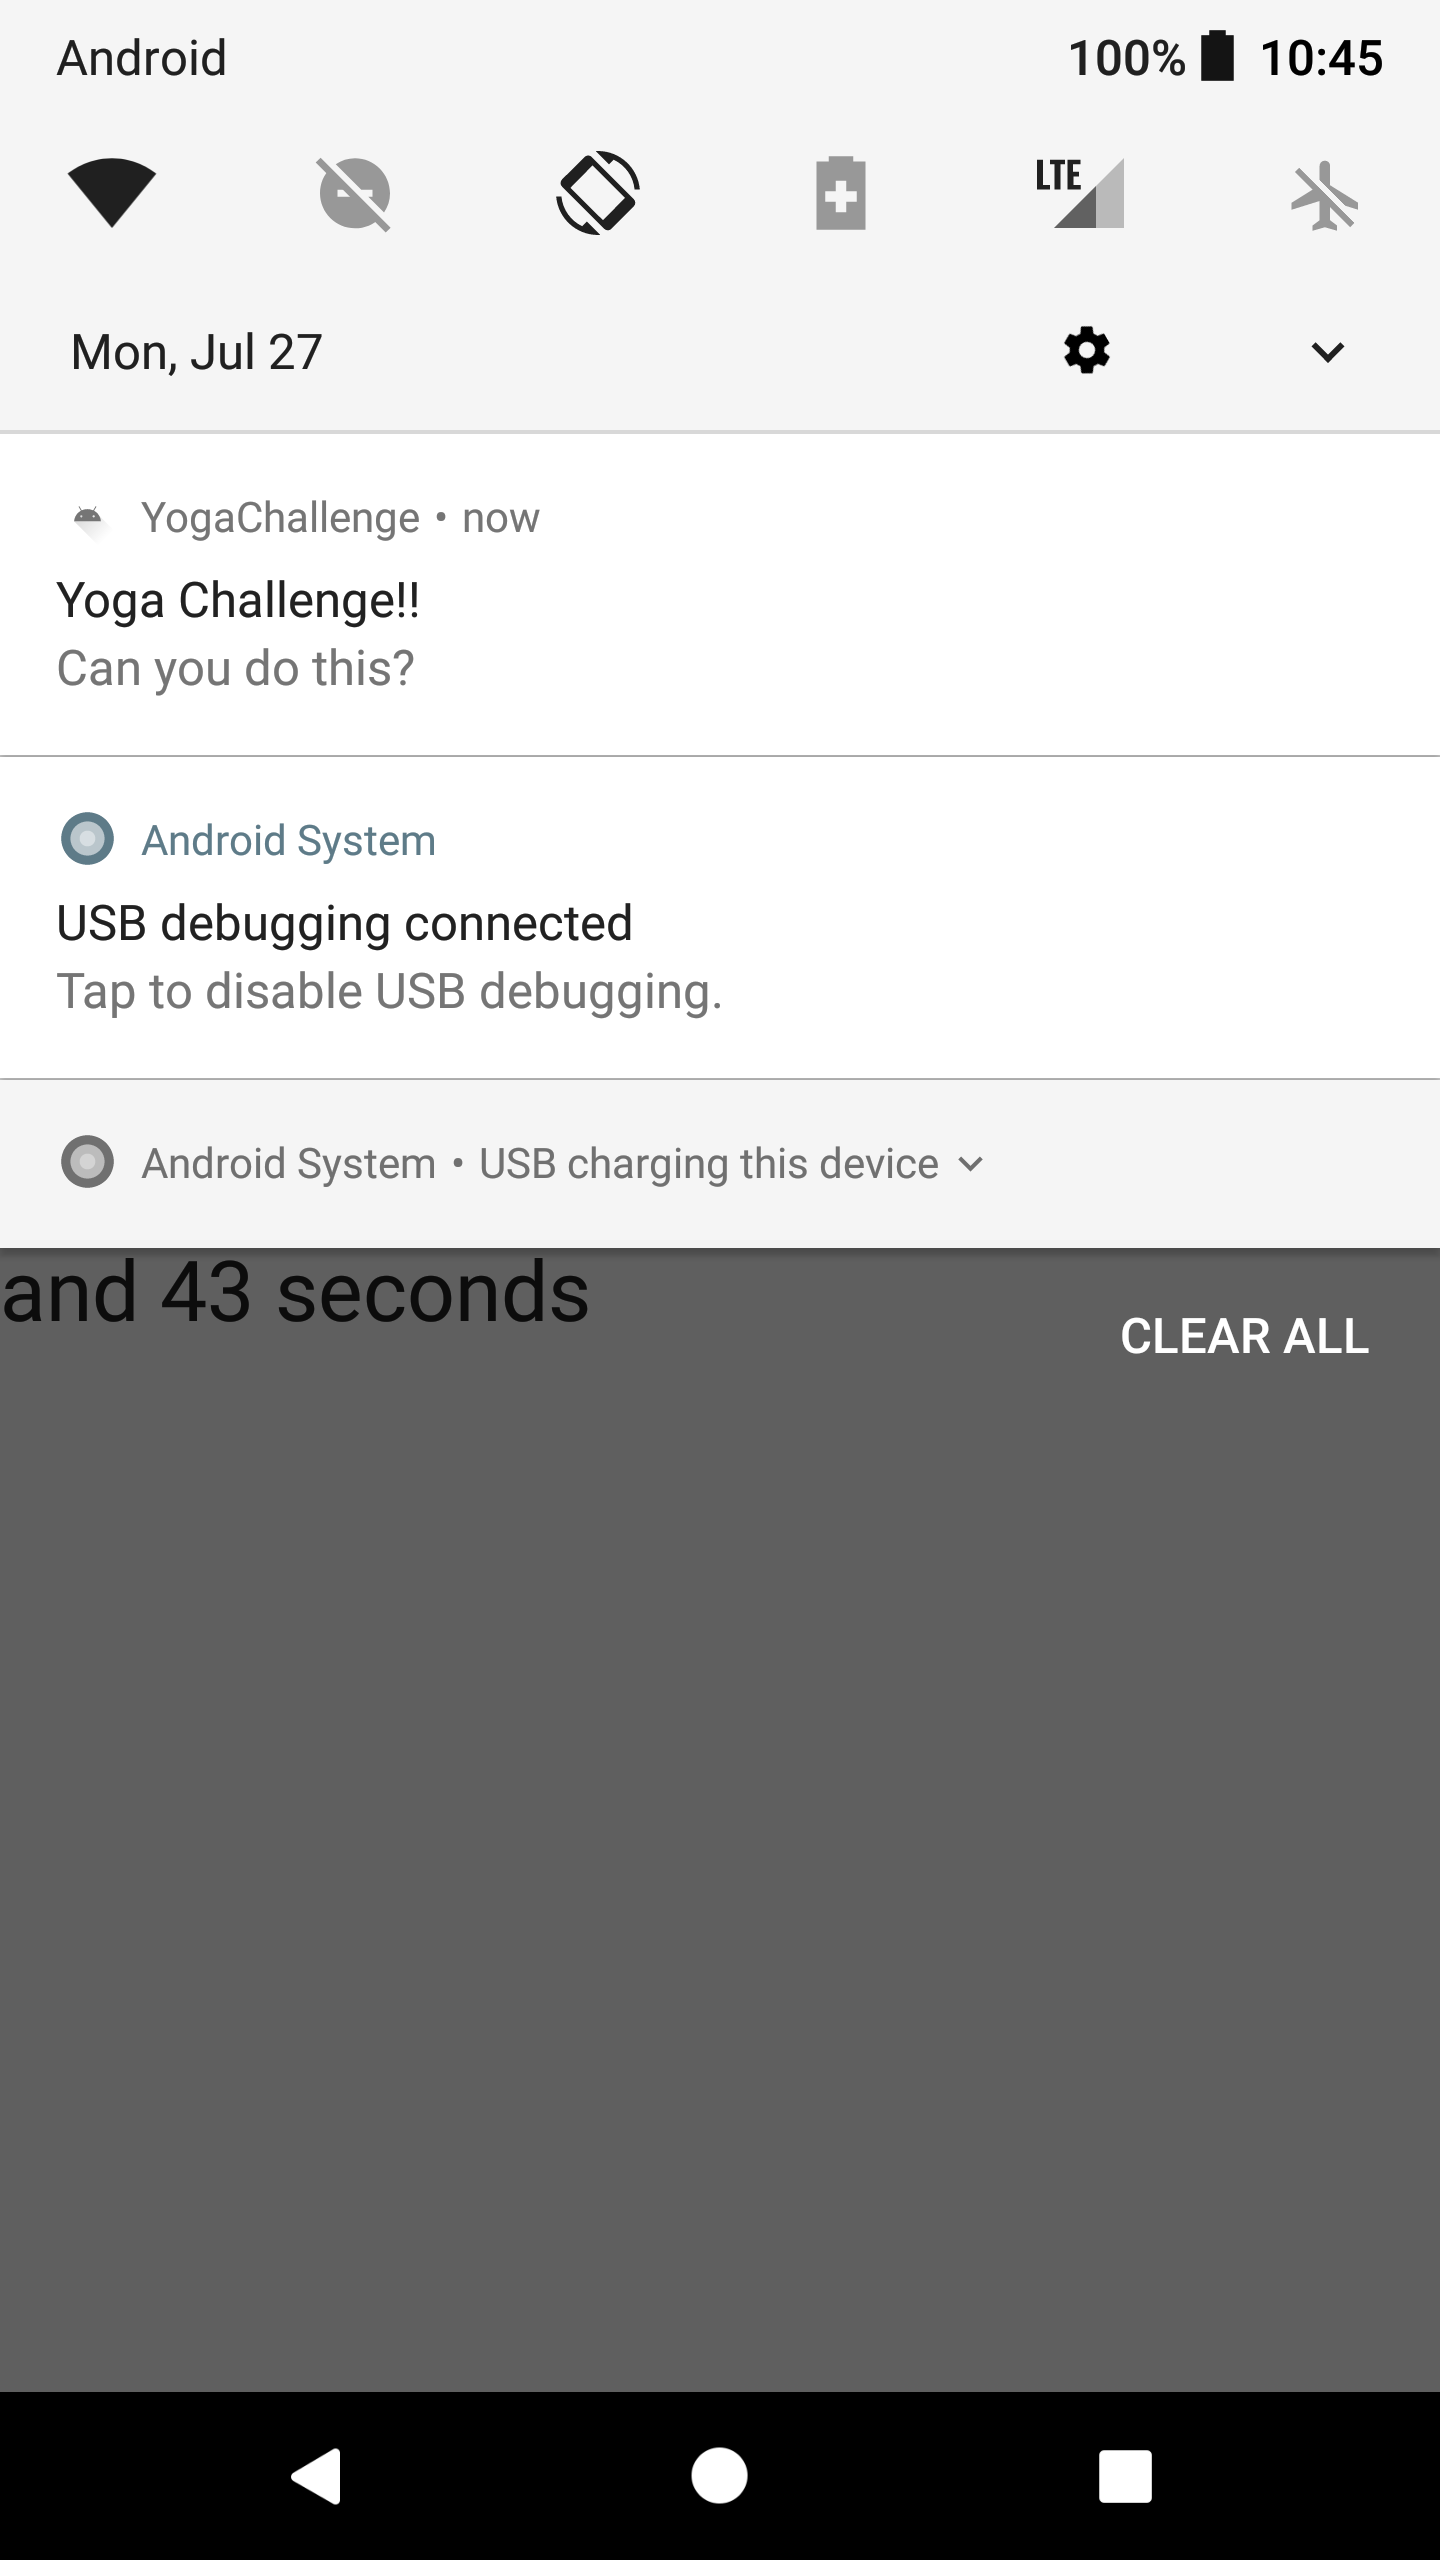 Android 100% 10:45
LTE
Mon, Jul 27
YogaChallenge • now
Yoga Challenge!!
Can you do this?
Android System
USB debugging connected
Tap to disable USB debugging.
Android System • USB charging this device
and 43 seconds
CLEAR ALL